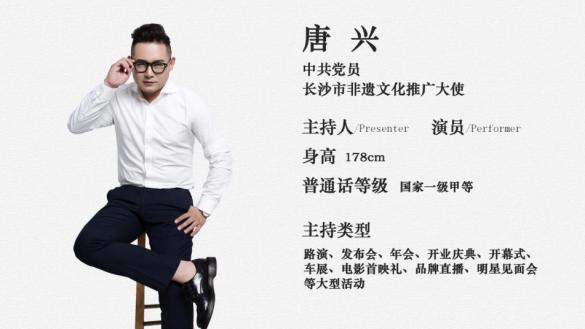 唐 兴
中共党员
长沙市非遗文化推广大使
主持人/Presenter 演员/Performer
身高 178cm
普通话等级 国家一级甲等
主持类型
路演、发布会、年会、开业庆典、开幕式、
车展、电影首映礼、品牌直播、明星见面会
等大型活动